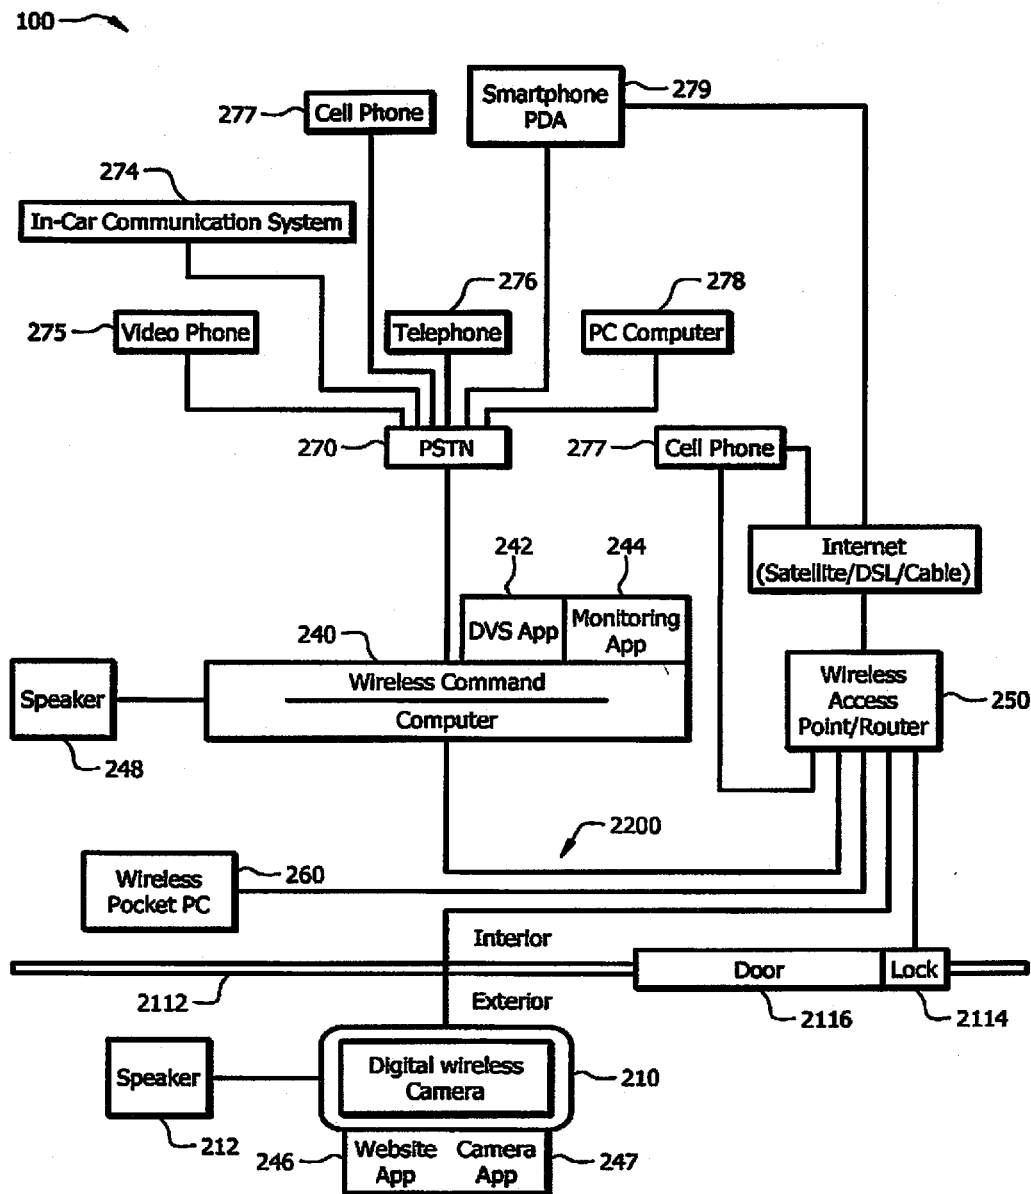 100
277
Cell Phone
Smartphone
PDA
279
274
In-Car Communication System
275
Video Phone
276
Telephone
278
PC Computer
270
PSTN
277
Cell Phone
Internet
(Satellite/DSL/Cable)
242
244
DVS App
Monitoring
App
240
Wireless Command
Computer
Speaker
248
Wireless
Access
Point/Router
250
2200
Wireless
Pocket PC
260
Interior
Door
Lock
2112
Exterior
2116
2114
Speaker
212
Digital wireless
Camera
210
246
Website
App
Camera
App
247